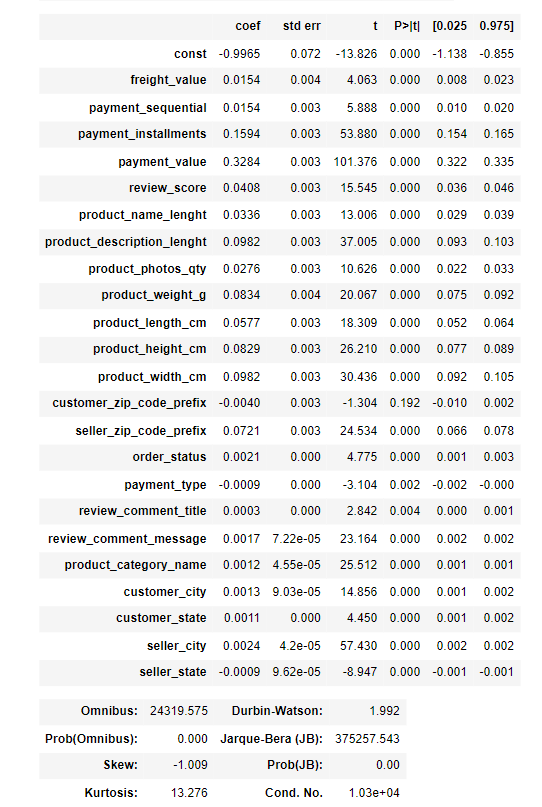 coef std err t P>|t| [0.025 0.975]
const -0.9965 0.072 -13.826 0.000 -1.138 -0.855
freight_value 0.0154 0.004 4.063 0.000 0.008 0.023
payment_sequential 0.0154 0.003 5.888 0.000 0.010 0.020
payment_installments 0.1594 0.003 53.880 0.000 0.154 0.165
payment_value 0.3284 0.003 101.376 0.000 0.322 0.335
review_score 0.0408 0.003 15.545 0.000 0.036 0.046
product_name_lenght 0.0336 0.003 13.006 0.000 0.029 0.039
product_description_lenght 0.0982 0.003 37.005 0.000 0.093 0.103
product_photos_qty 0.0276 0.003 10.626 0.000 0.022 0.033
product_weight_g 0.0834 0.004 20.067 0.000 0.075 0.092
product_length_cm 0.0577 0.003 18.309 0.000 0.052 0.064
product_height_cm 0.0829 0.003 26.210 0.000 0.077 0.089
product_width_cm 0.0982 0.003 30.436 0.000 0.092 0.105
customer_zip_code_prefix -0.0040 0.003 -1.304 0.192 -0.010 0.002
seller_zip_code_prefix 0.0721 0.003 24.534 0.000 0.066 0.078
order_status 0.0021 0.000 4.775 0.000 0.001 0.003
payment_type -0.0009 0.000 -3.104 0.002 -0.002 -0.000
review_comment_title 0.0003 0.000 2.842 0.004 0.000 0.001
review_comment_message 0.0017 7.22e-05 23.164 0.000 0.002 0.002
product_category_name 0.0012 4.55e-05 25.512 0.000 0.001 0.001
customer_city 0.0013 9.03e-05 14.856 0.000 0.001 0.002
customer_state 0.0011 0.000 4.450 0.000 0.001 0.002
seller_city 0.0024 4.2e-05 57.430 0.000 0.002 0.002
seller_state -0.0009 9.62e-05 -8.947 0.000 -0.001 -0.001
Omnibus: 24319.575 Durbin-Watson: 1.992
Prob(Omnibus): 0.000 Jarque-Bera (JB): 375257.543
Skew: -1.009 Prob(JB): 0.00
Kurtosis: 13.276 Cond. No. 1.03e+04